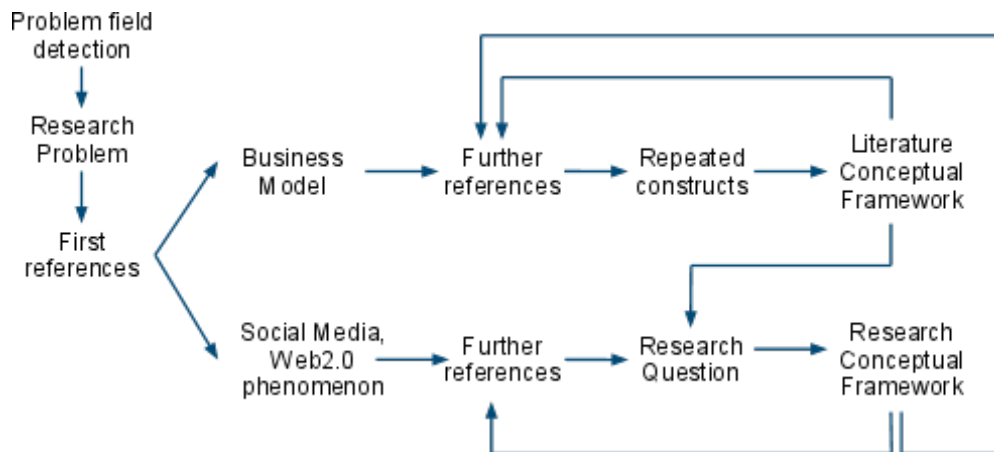 Problem field
detection
Research
Problem
First
references
Business
Model
Further
references
Repeated
constructs
Literature
Conceptual
Framework
Social Media,
Web2.0
phenomenon
Further
references
Research
Question
Research
Conceptual
Framework